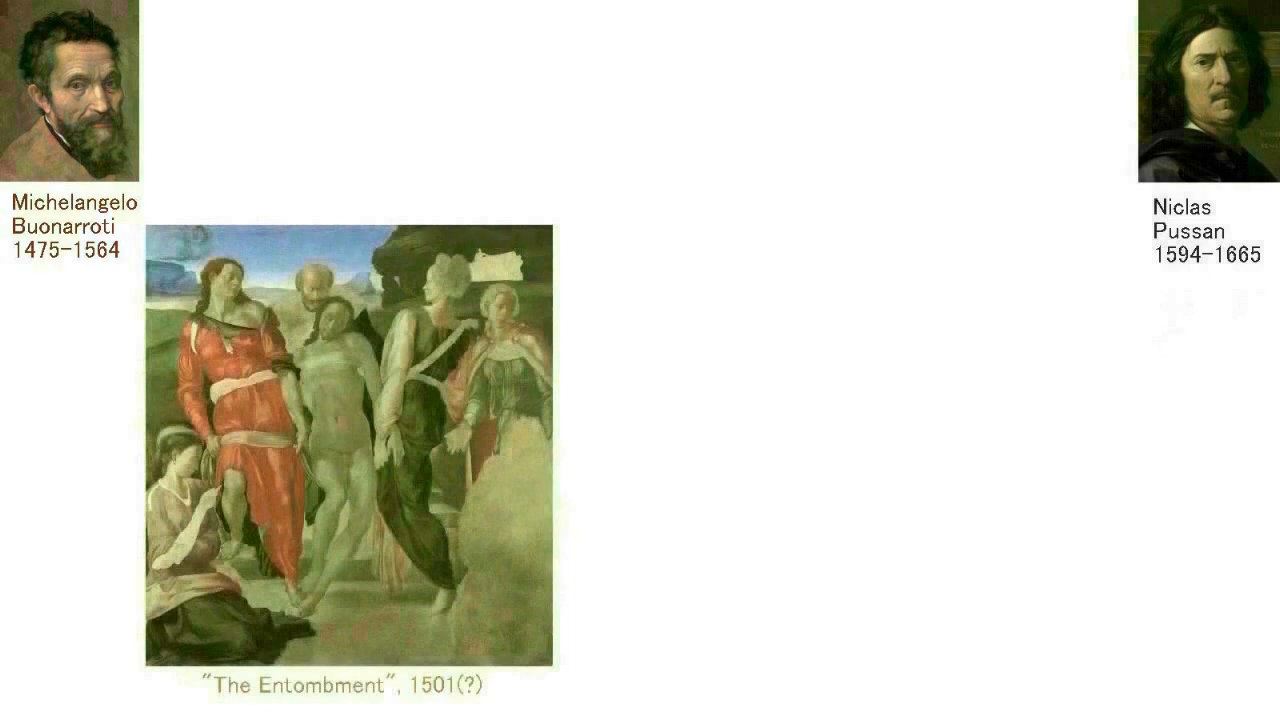 Michelangelo
Buonarroti
1475-1564
Niclas
Pussan
1594-1665
"The Entombment", 1501(?)